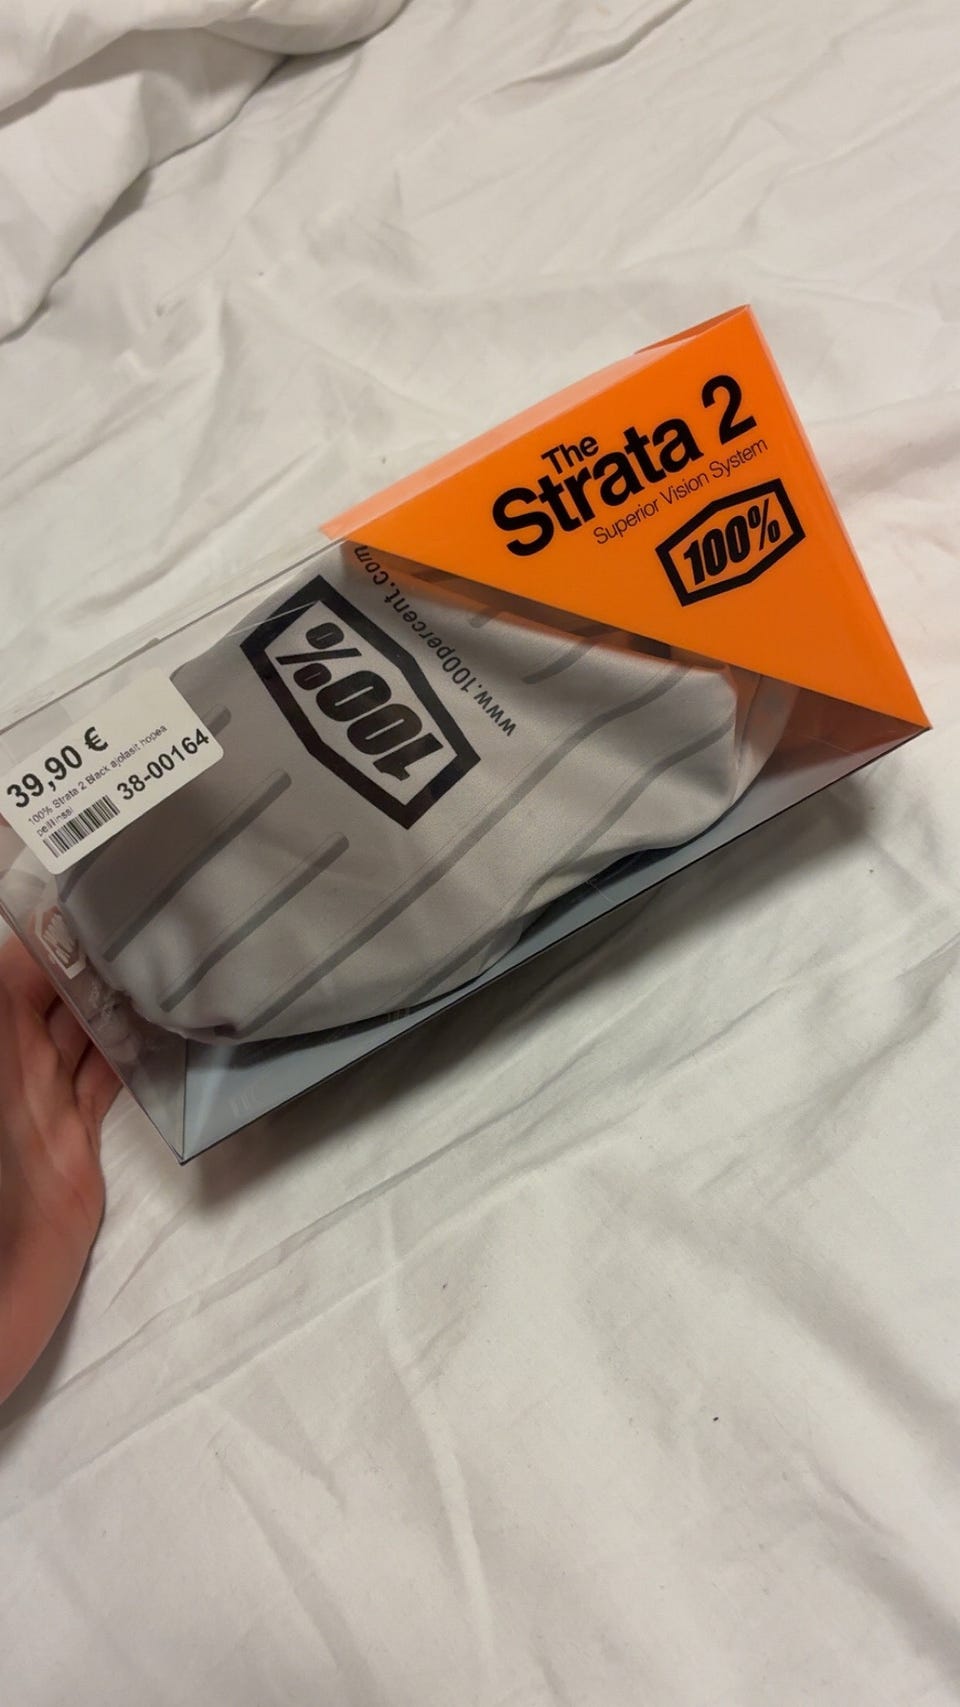 The
Strata 2
Superior Vision System
100%
www.100percent.com
100%
39,90 €
100% Strata 2 Black ajolasit hopea
peililinssi
38-00164